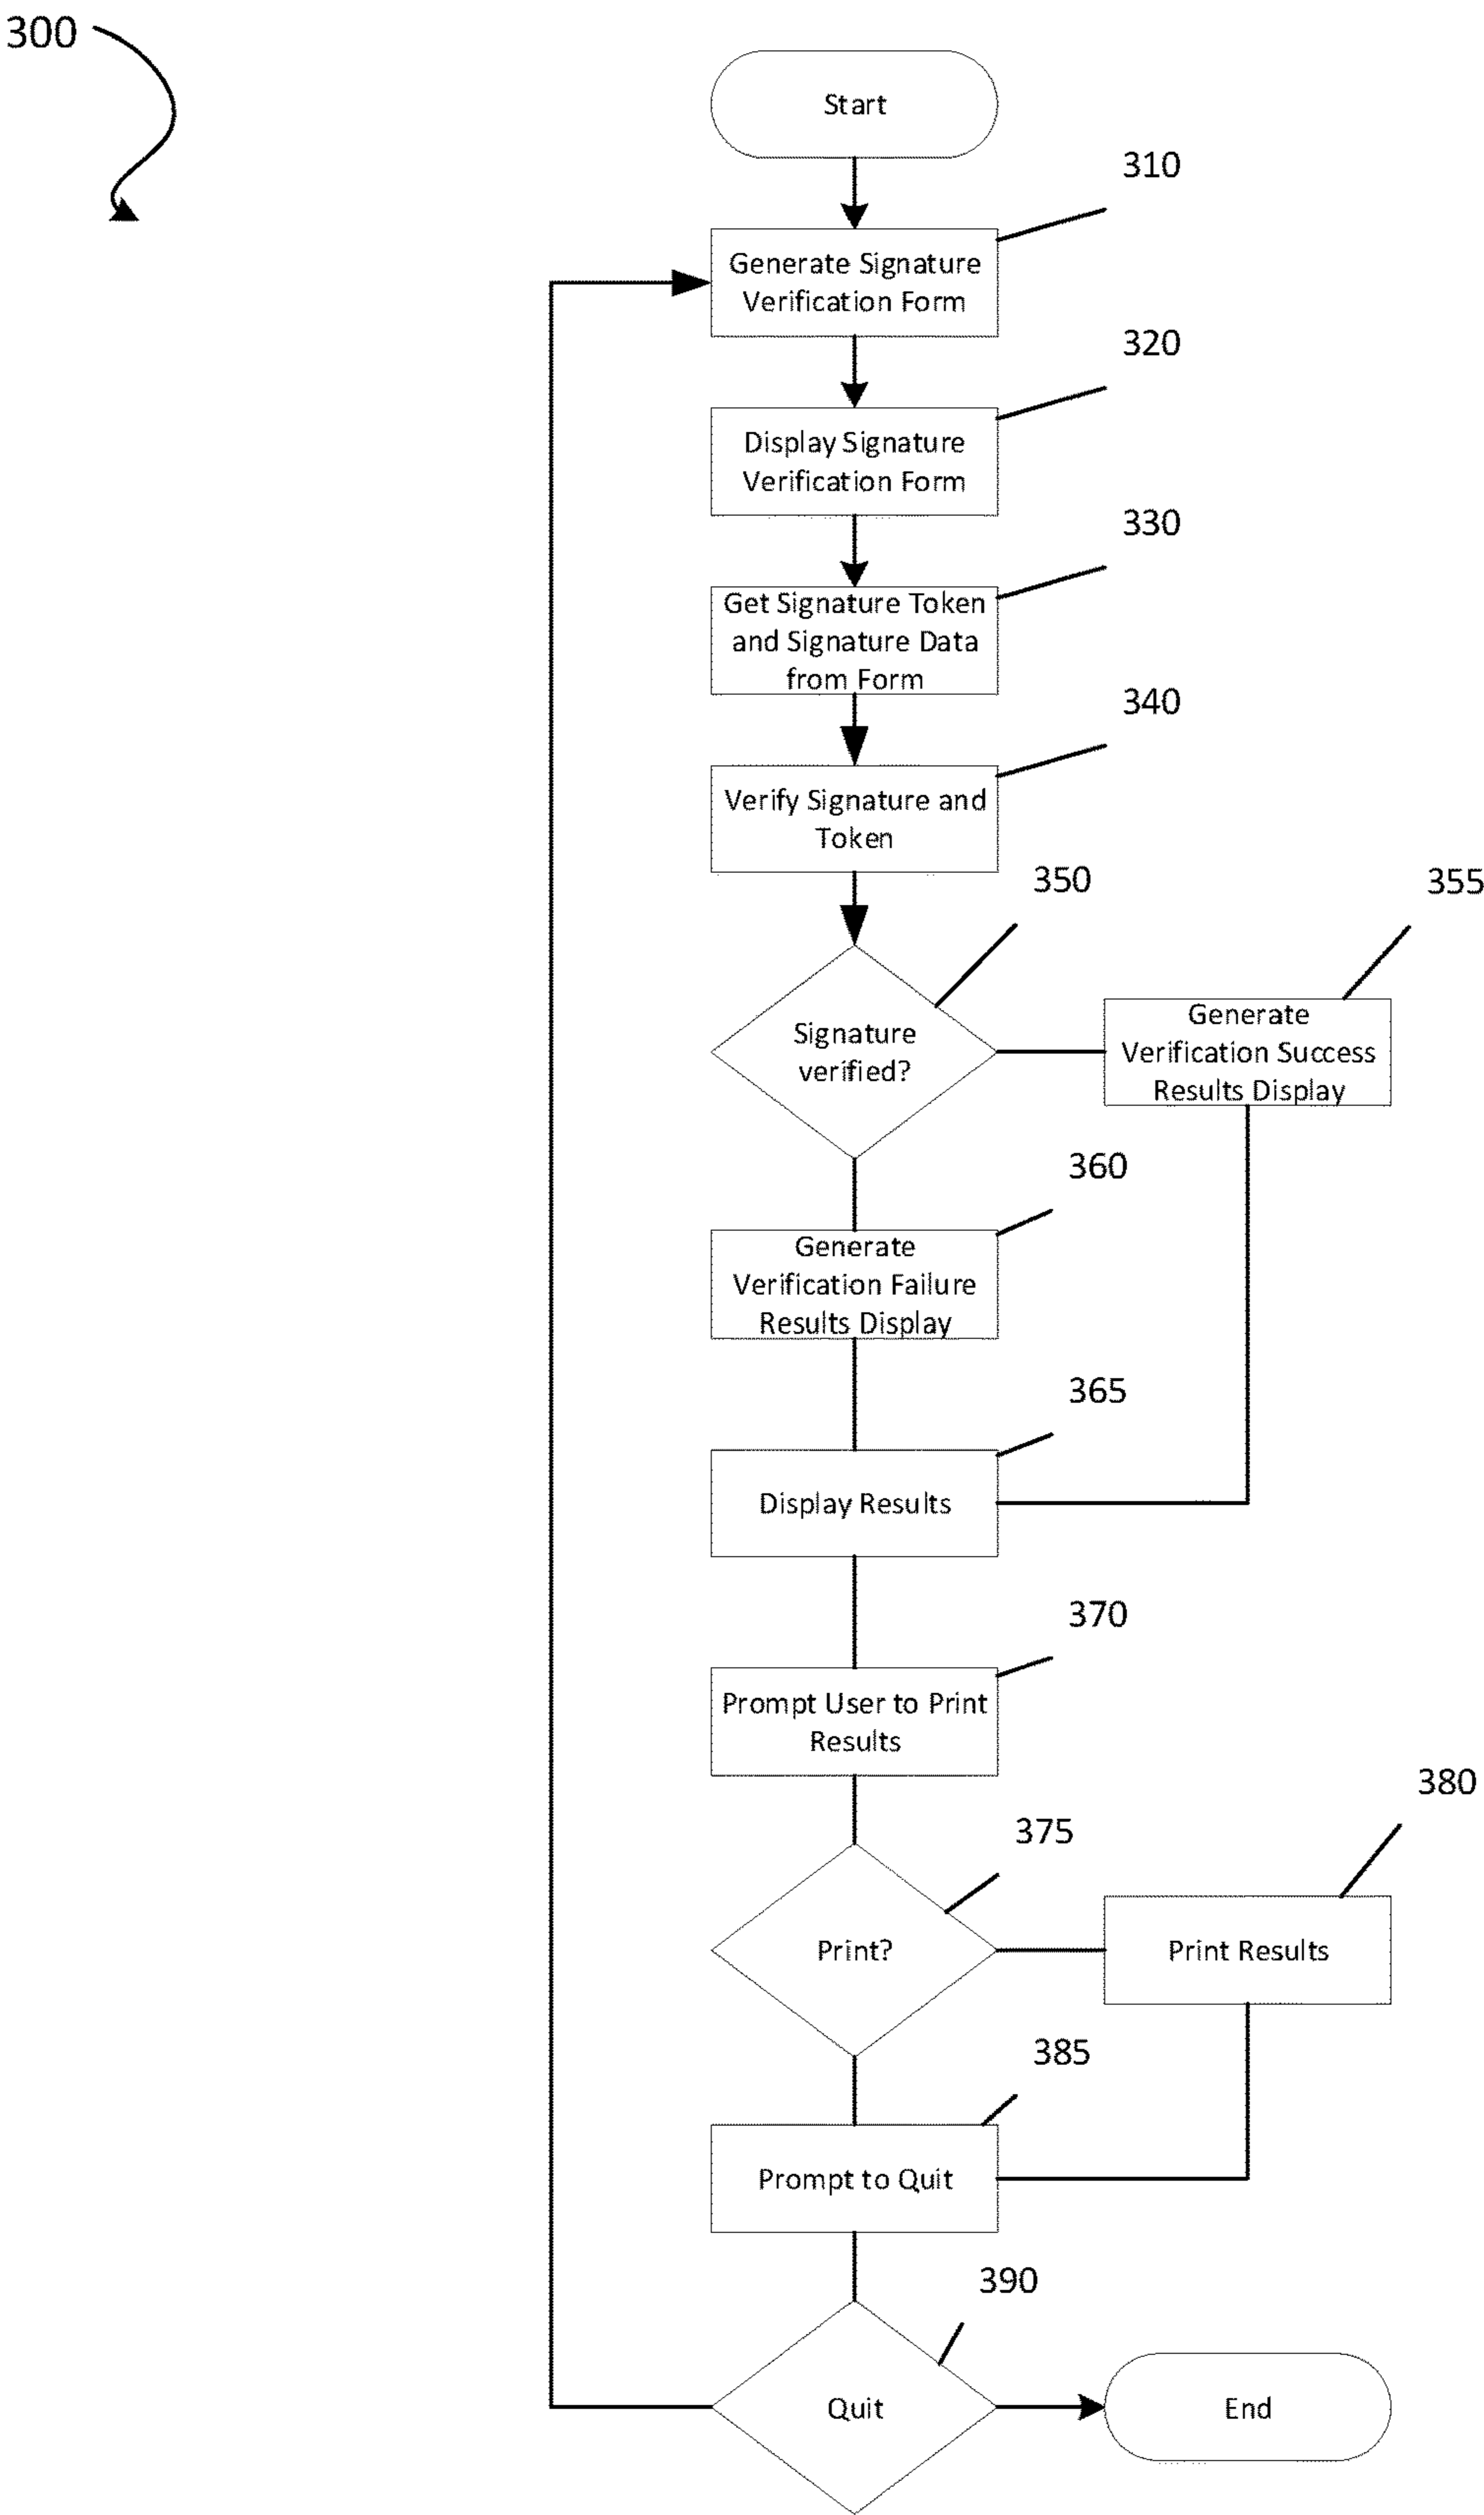 300
Start
310
Generate Signature
Verification Form
320
Display Signature
Verification Form
330
Get Signature Token
and Signature Data
from Form
340
Verify Signature and
Token
350
355
Signature
verified?
Generate
Verification Success
Results Display
360
Generate
Verification Failure
Results Display
365
Display Results
370
Prompt User to Print
Results
380
375
Print?
Print Results
385
Prompt to Quit
390
Quit
End